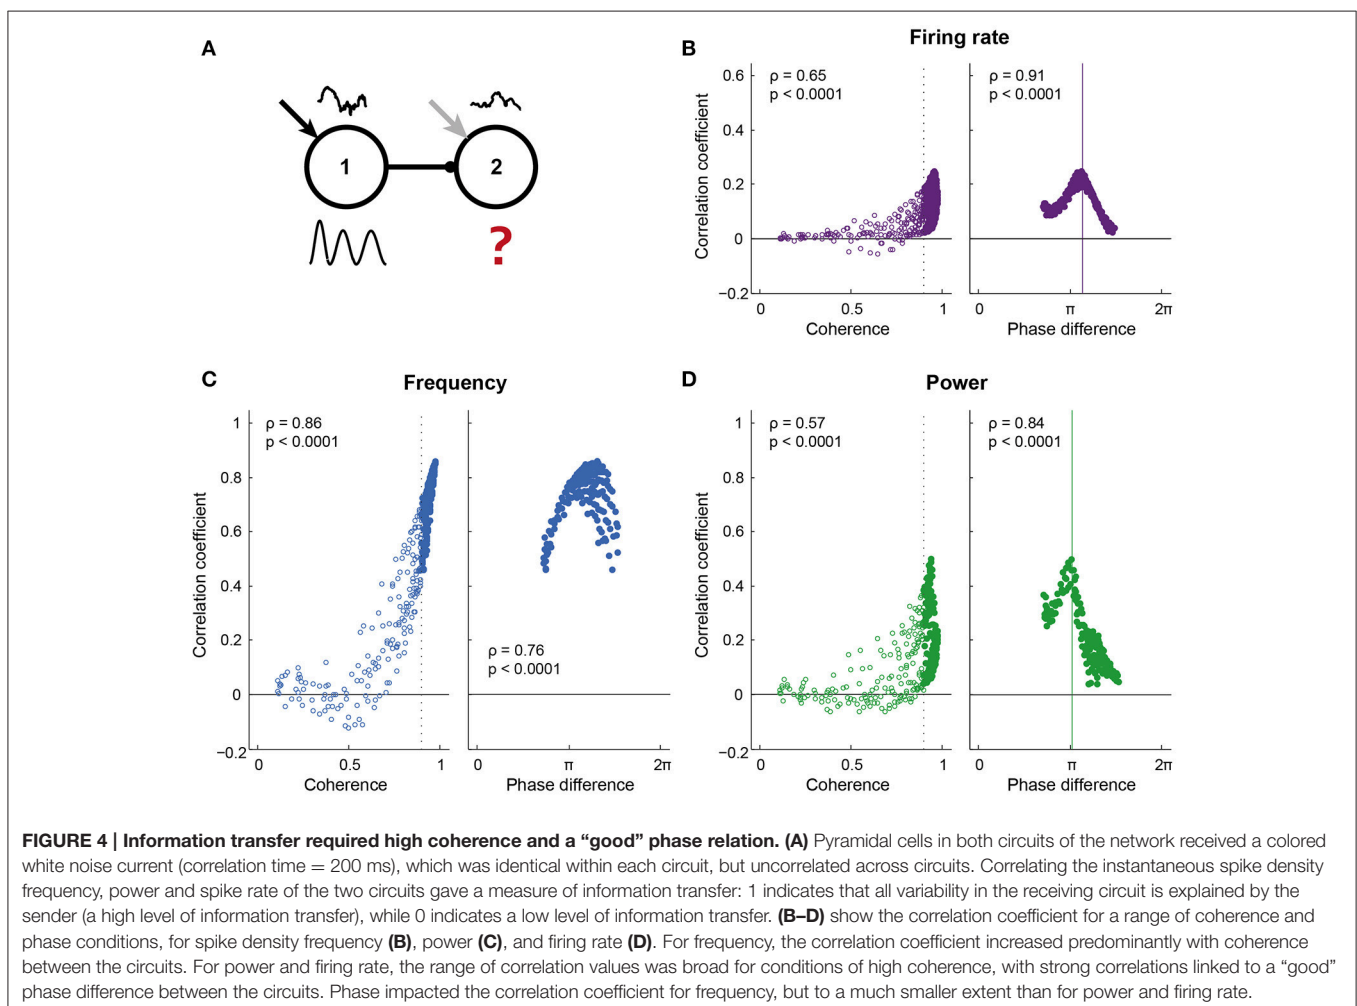 A
1
2
?
B
Firing rate
Correlation coefficient
0.6
0.4
0.2
0
−0.2
ρ = 0.65
p < 0.0001
0
0.5
1
Coherence
ρ = 0.91
p < 0.0001
0
π
2π
Phase difference
C
Frequency
Correlation coefficient
1
0.8
0.6
0.4
0.2
0
−0.2
ρ = 0.86
p < 0.0001
0
0.5
1
Coherence
ρ = 0.76
p < 0.0001
0
π
2π
Phase difference
D
Power
Correlation coefficient
1
0.8
0.6
0.4
0.2
0
−0.2
ρ = 0.57
p < 0.0001
0
0.5
1
Coherence
ρ = 0.84
p < 0.0001
0
π
2π
Phase difference
FIGURE 4 | Information transfer required high coherence and a “good” phase relation. (A) Pyramidal cells in both circuits of the network received a colored
white noise current (correlation time = 200 ms), which was identical within each circuit, but uncorrelated across circuits. Correlating the instantaneous spike density
frequency, power and spike rate of the two circuits gave a measure of information transfer: 1 indicates that all variability in the receiving circuit is explained by the
sender (a high level of information transfer), while 0 indicates a low level of information transfer. (B–D) show the correlation coefficient for a range of coherence and
phase conditions, for spike density frequency (B), power (C), and firing rate (D). For frequency, the correlation coefficient increased predominantly with coherence
between the circuits. For power and firing rate, the range of correlation values was broad for conditions of high coherence, with strong correlations linked to a “good”
phase difference between the circuits. Phase impacted the correlation coefficient for frequency, but to a much smaller extent than for power and firing rate.